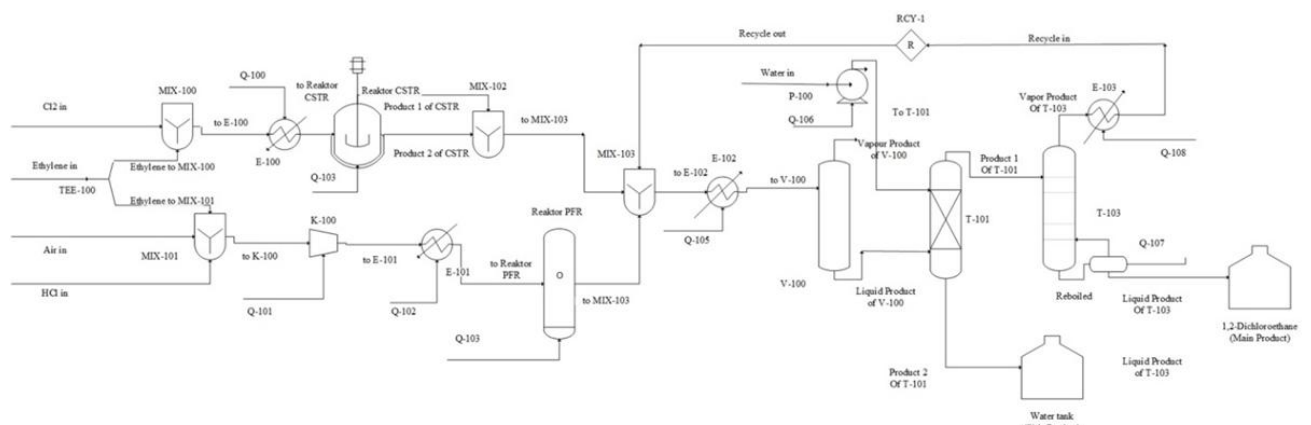 RCY-1
Recycle out
R
Recycle in
Q-100
to Reaktor
CSTR
Reaktor CSTR
MIX-102
Water in
P-100
Q-106
To T-101
Vapor Product
Of T-103
E-103
Q-108
MIX-100
Cl2 in
to E-100
E-100
Product 1 of CSTR
Product 2 of CSTR
Q-103
to MIX-103
MIX-103
Ethylene in
TEE-100
Ethylene to MIX-100
Ethylene to MIX-101
to E-102
E-102
Q-105
to V-100
Vapour Product
of V-100
V-100
Liquid Product
of V-100
Product 1
Of T-101
T-101
T-103
Q-107
Reboiled
Liquid Product
Of T-103
1,2-Dichloroethane
(Main Product)
Air in
HCl in
MIX-101
to K-100
K-100
Q-101
to E-101
E-101
Q-102
to Reaktor
PFR
Reaktor PFR
Q-103
to MIX-103
Product 2
Of T-101
Liquid Product
of T-103
Water tank